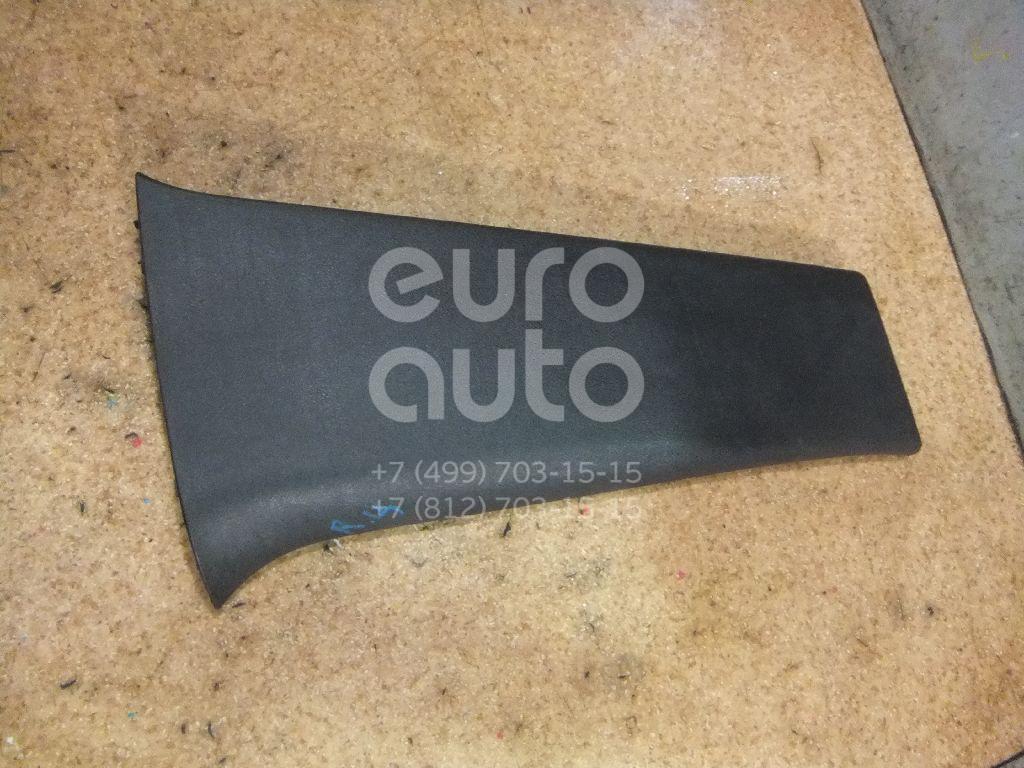 euro
auto
+7 (499) 703-15-15
+7 (812) 703-15-15